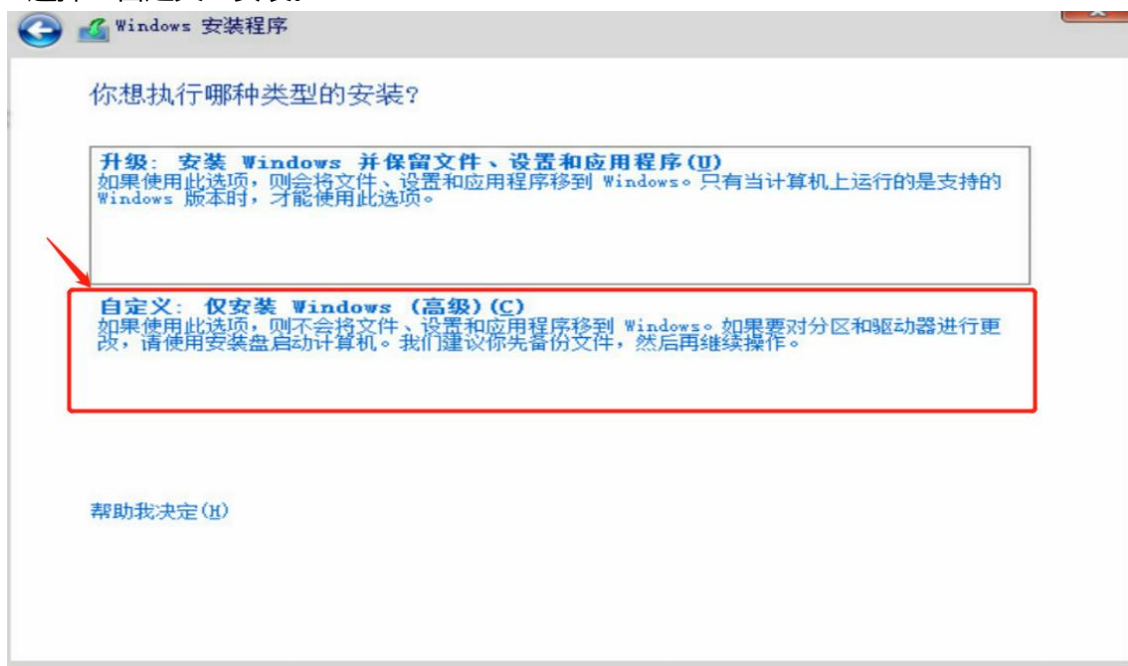 Windows 安装程序
你想执行哪种类型的安装?
升级: 安装 Windows 并保留文件、设置和应用程序(U)
如果使用此选项,则会将文件、设置和应用程序移到 Windows。只有当计算机上运行的是支持的
Windows 版本时,才能使用此选项。
自定义: 仅安装 Windows (高级)(C)
如果使用此选项,则不会将文件、设置和应用程序移到 Windows。如果要对分区和驱动器进行更
改,请使用安装盘启动计算机。我们建议你先备份文件,然后再继续操作。
帮助我决定(H)